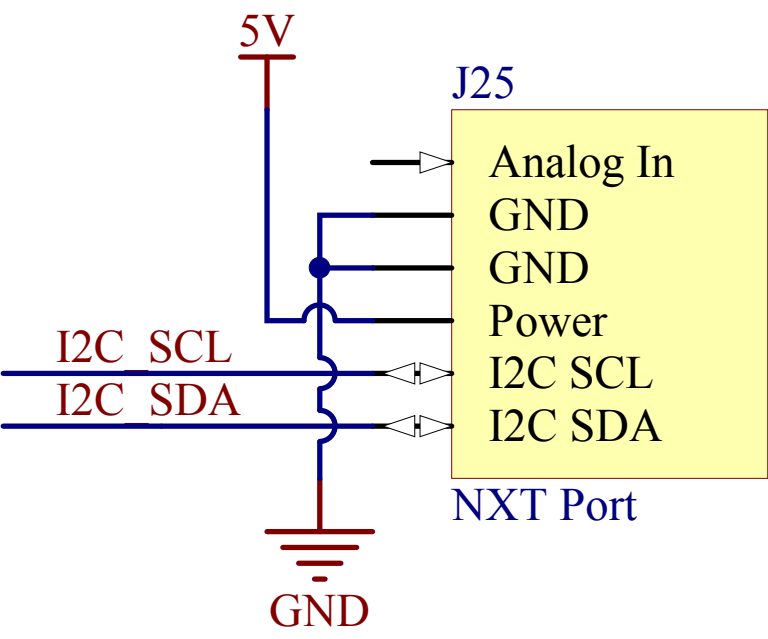 5V
J25
Analog In
GND
GND
Power
I2C_SCL
I2C SCL
I2C_SDA
I2C SDA
NXT Port
GND